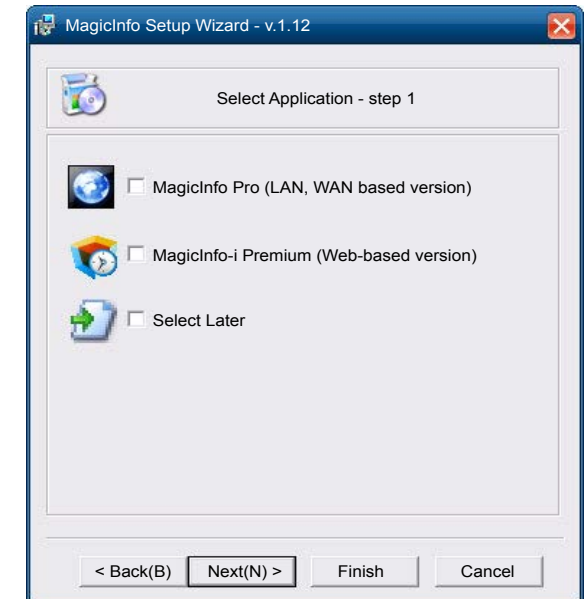 MagicInfo Setup Wizard - v.1.12
Select Application - step 1
MagicInfo Pro (LAN, WAN based version)
MagicInfo-i Premium (Web-based version)
Select Later
< Back(B) Next(N) > Finish Cancel